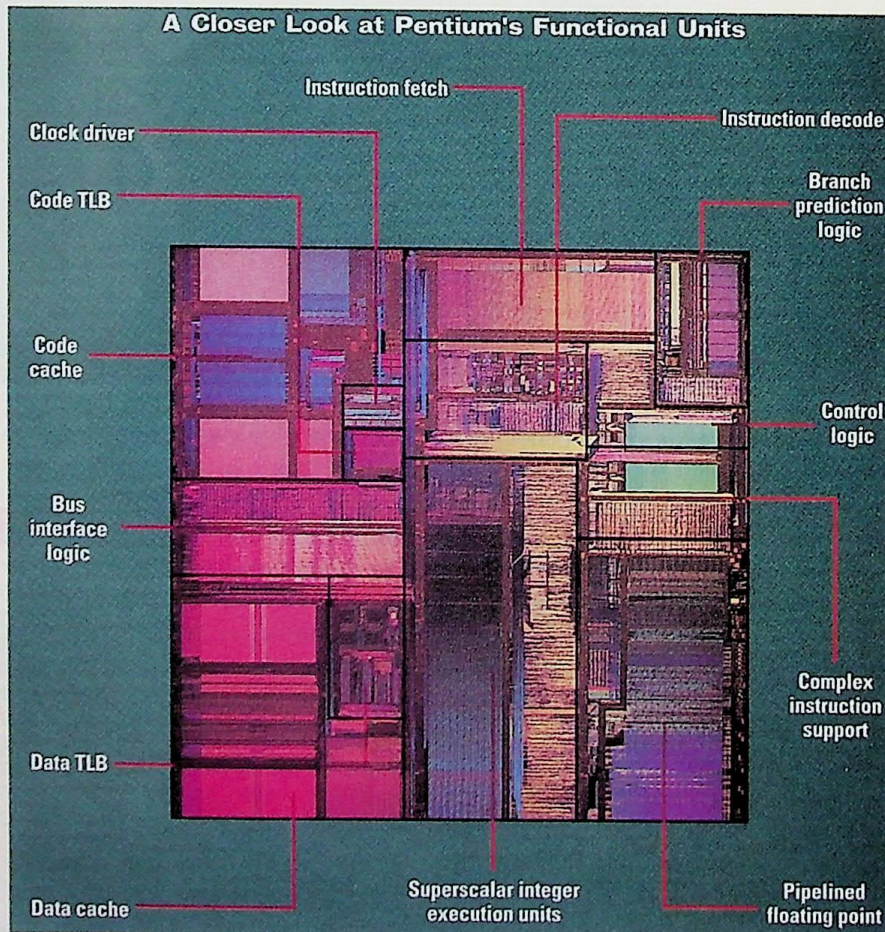 A Closer Look at Pentium's Functional Units
Instruction fetch
Clock driver
Instruction decode
Code TLB
Branch
prediction
logic
Code
cache
Control
logic
Bus
interface
logic
Complex
instruction
support
Data TLB
Data cache
Superscalar integer
execution units
Pipelined
floating point